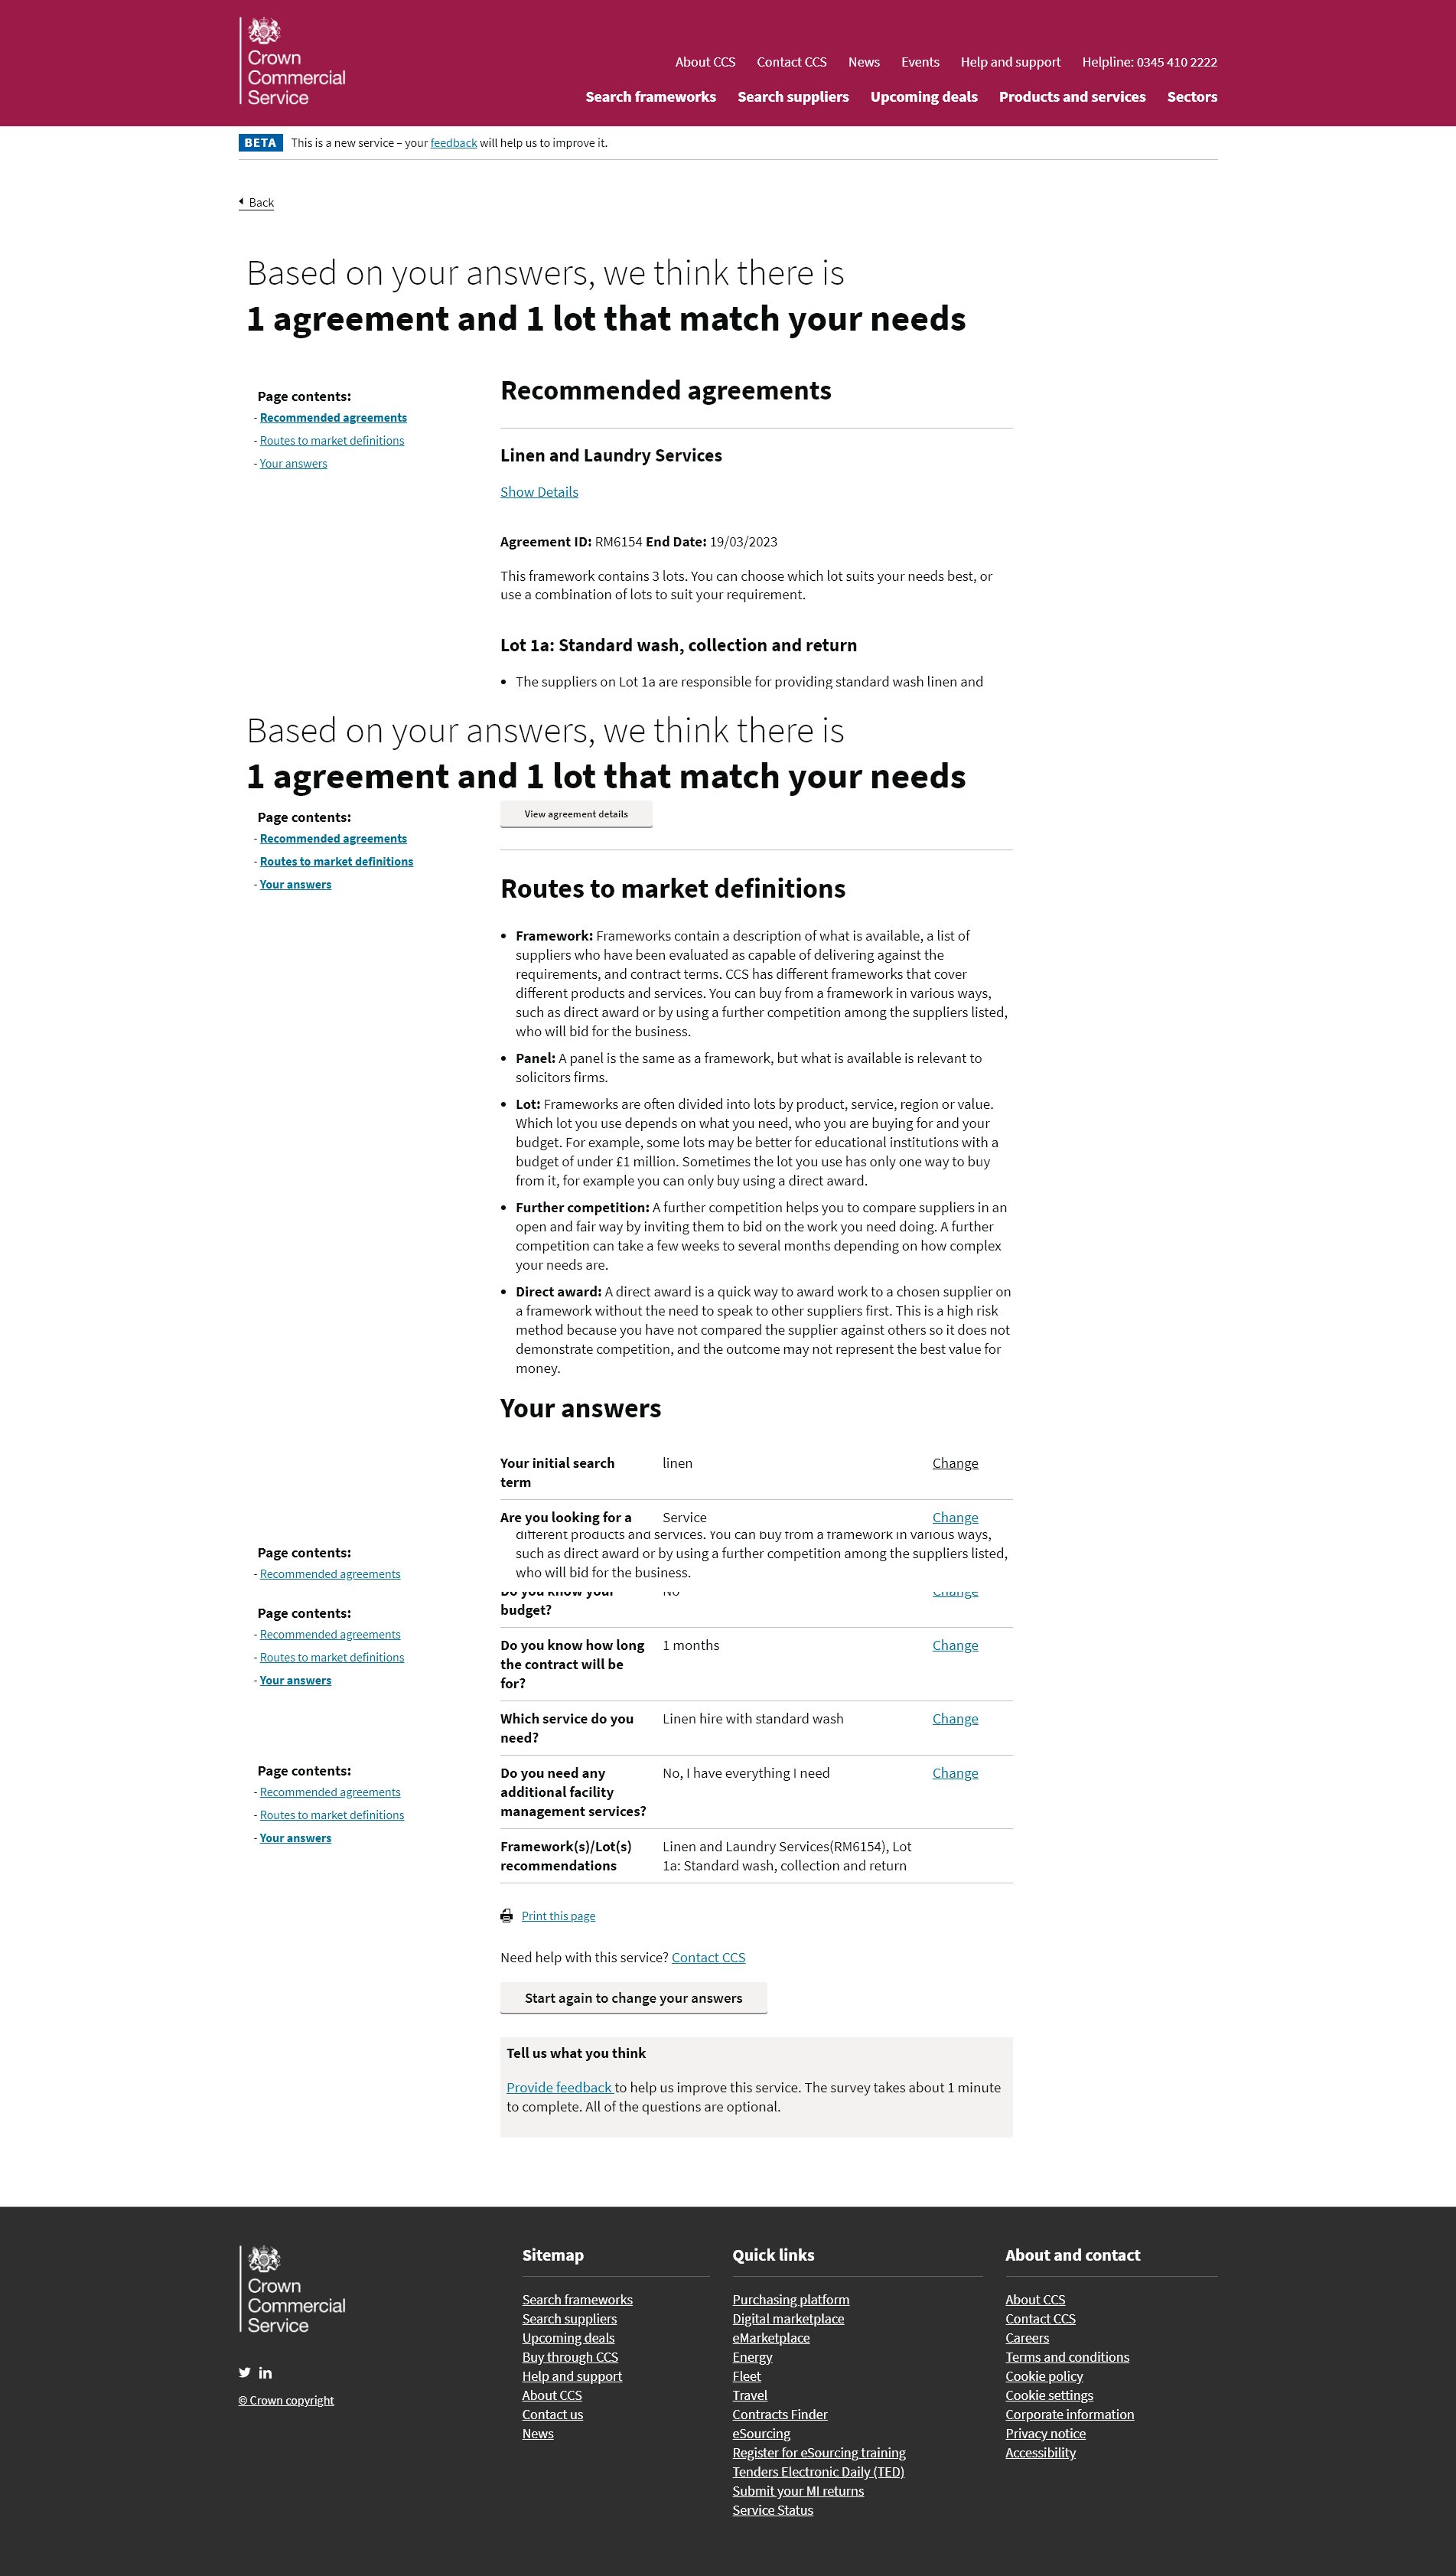 Crown
Commercial
Service
About CCS Contact CCS News Events Help and support Helpline: 0345 410 2222
Search frameworks Search suppliers Upcoming deals Products and services Sectors
BETA This is a new service – your feedback will help us to improve it.
Back
Based on your answers, we think there is
1 agreement and 1 lot that match your needs
Page contents:
- Recommended agreements
- Routes to market definitions
- Your answers
Recommended agreements
Linen and Laundry Services
Show Details
Agreement ID: RM6154 End Date: 19/03/2023
This framework contains 3 lots. You can choose which lot suits your needs best, or
use a combination of lots to suit your requirement.
Lot 1a: Standard wash, collection and return
• The suppliers on Lot 1a are responsible for providing standard wash linen and
Based on your answers, we think there is
1 agreement and 1 lot that match your needs
Page contents:
- Recommended agreements
- Routes to market definitions
- Your answers
View agreement details
Routes to market definitions
• Framework: Frameworks contain a description of what is available, a list of
suppliers who have been evaluated as capable of delivering against the
requirements, and contract terms. CCS has different frameworks that cover
different products and services. You can buy from a framework in various ways,
such as direct award or by using a further competition among the suppliers listed,
who will bid for the business.
• Panel: A panel is the same as a framework, but what is available is relevant to
solicitors firms.
• Lot: Frameworks are often divided into lots by product, service, region or value.
Which lot you use depends on what you need, who you are buying for and your
budget. For example, some lots may be better for educational institutions with a
budget of under £1 million. Sometimes the lot you use has only one way to buy
from it, for example you can only buy using a direct award.
• Further competition: A further competition helps you to compare suppliers in an
open and fair way by inviting them to bid on the work you need doing. A further
competition can take a few weeks to several months depending on how complex
your needs are.
• Direct award: A direct award is a quick way to award work to a chosen supplier on
a framework without the need to speak to other suppliers first. This is a high risk
method because you have not compared the supplier against others so it does not
demonstrate competition, and the outcome may not represent the best value for
money.
Your answers
Your initial search linen Change
term
Are you looking for a Service Change
different products and services. You can buy from a framework in various ways,
such as direct award or by using a further competition among the suppliers listed,
who will bid for the business.
Page contents:
- Recommended agreements
Do you know your No Change
budget?
Page contents:
- Recommended agreements
- Routes to market definitions
- Your answers
Do you know how long 1 months Change
the contract will be
for?
Which service do you Linen hire with standard wash Change
need?
Do you need any No, I have everything I need Change
additional facility
management services?
Page contents:
- Recommended agreements
- Routes to market definitions
- Your answers
Framework(s)/Lot(s) Linen and Laundry Services(RM6154), Lot
recommendations 1a: Standard wash, collection and return
Print this page
Need help with this service? Contact CCS
Start again to change your answers
Tell us what you think
Provide feedback to help us improve this service. The survey takes about 1 minute
to complete. All of the questions are optional.
Crown
Commercial
Service
© Crown copyright
Sitemap
Search frameworks
Search suppliers
Upcoming deals
Buy through CCS
Help and support
About CCS
Contact us
News
Quick links
Purchasing platform
Digital marketplace
eMarketplace
Energy
Fleet
Travel
Contracts Finder
eSourcing
Register for eSourcing training
Tenders Electronic Daily (TED)
Submit your MI returns
Service Status
About and contact
About CCS
Contact CCS
Careers
Terms and conditions
Cookie policy
Cookie settings
Corporate information
Privacy notice
Accessibility